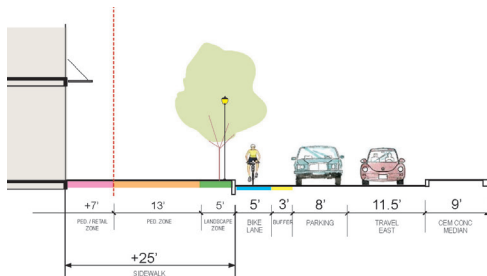 +7' 13' 5' 5' 3' 8' 11.5' 9'
PED. / RETAIL ZONE
PED. ZONE
LANDSCAPE ZONE
BIKE LANE
BUFFER
PARKING
TRAVEL EAST
CEM CONC MEDIAN
+25'
SIDEWALK